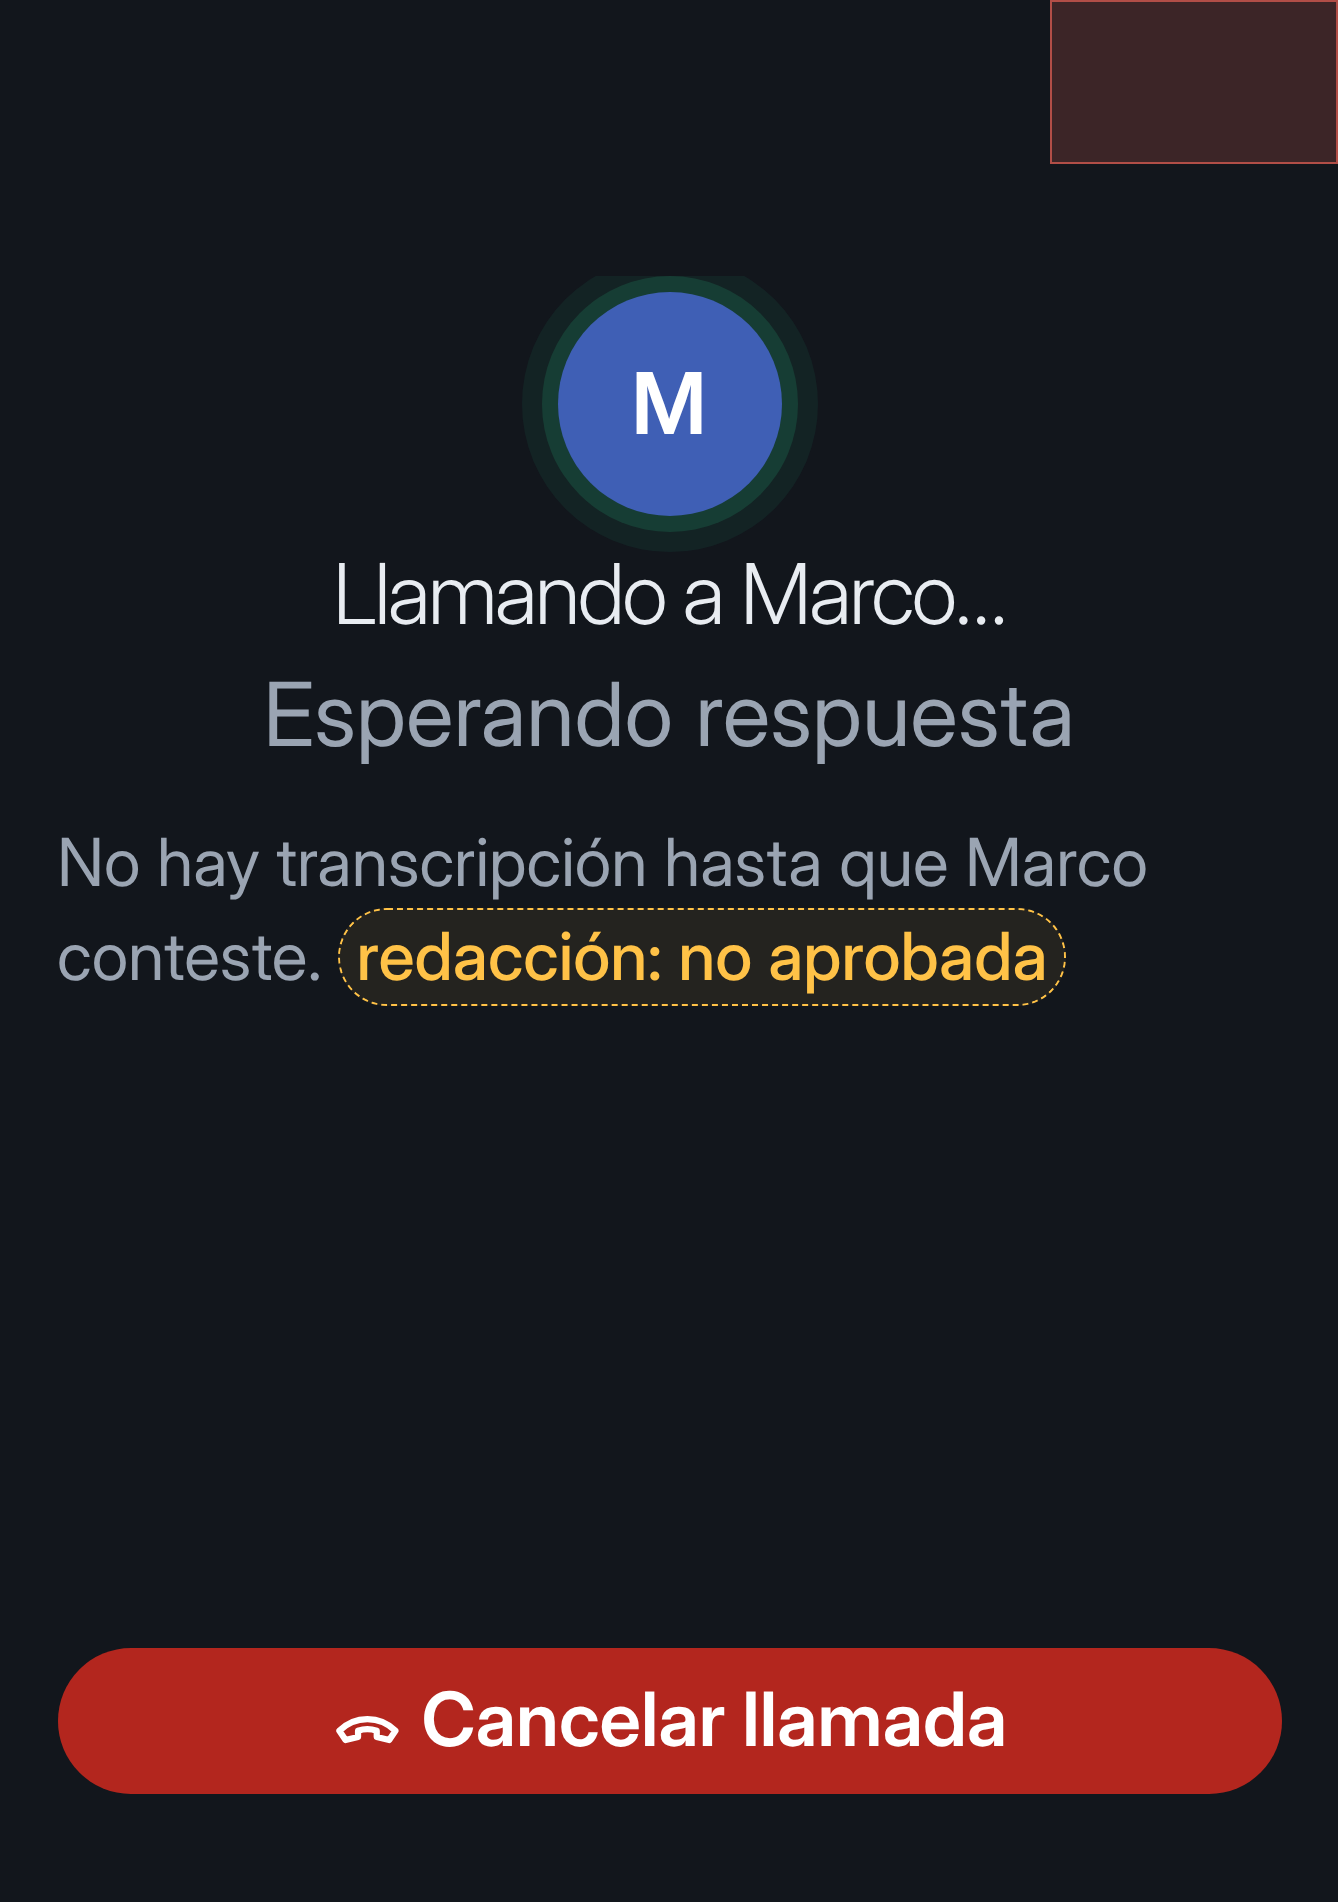 M
Llamando a Marco...
Esperando respuesta
No hay transcripción hasta que Marco
conteste. redacción: no aprobada
Cancelar llamada